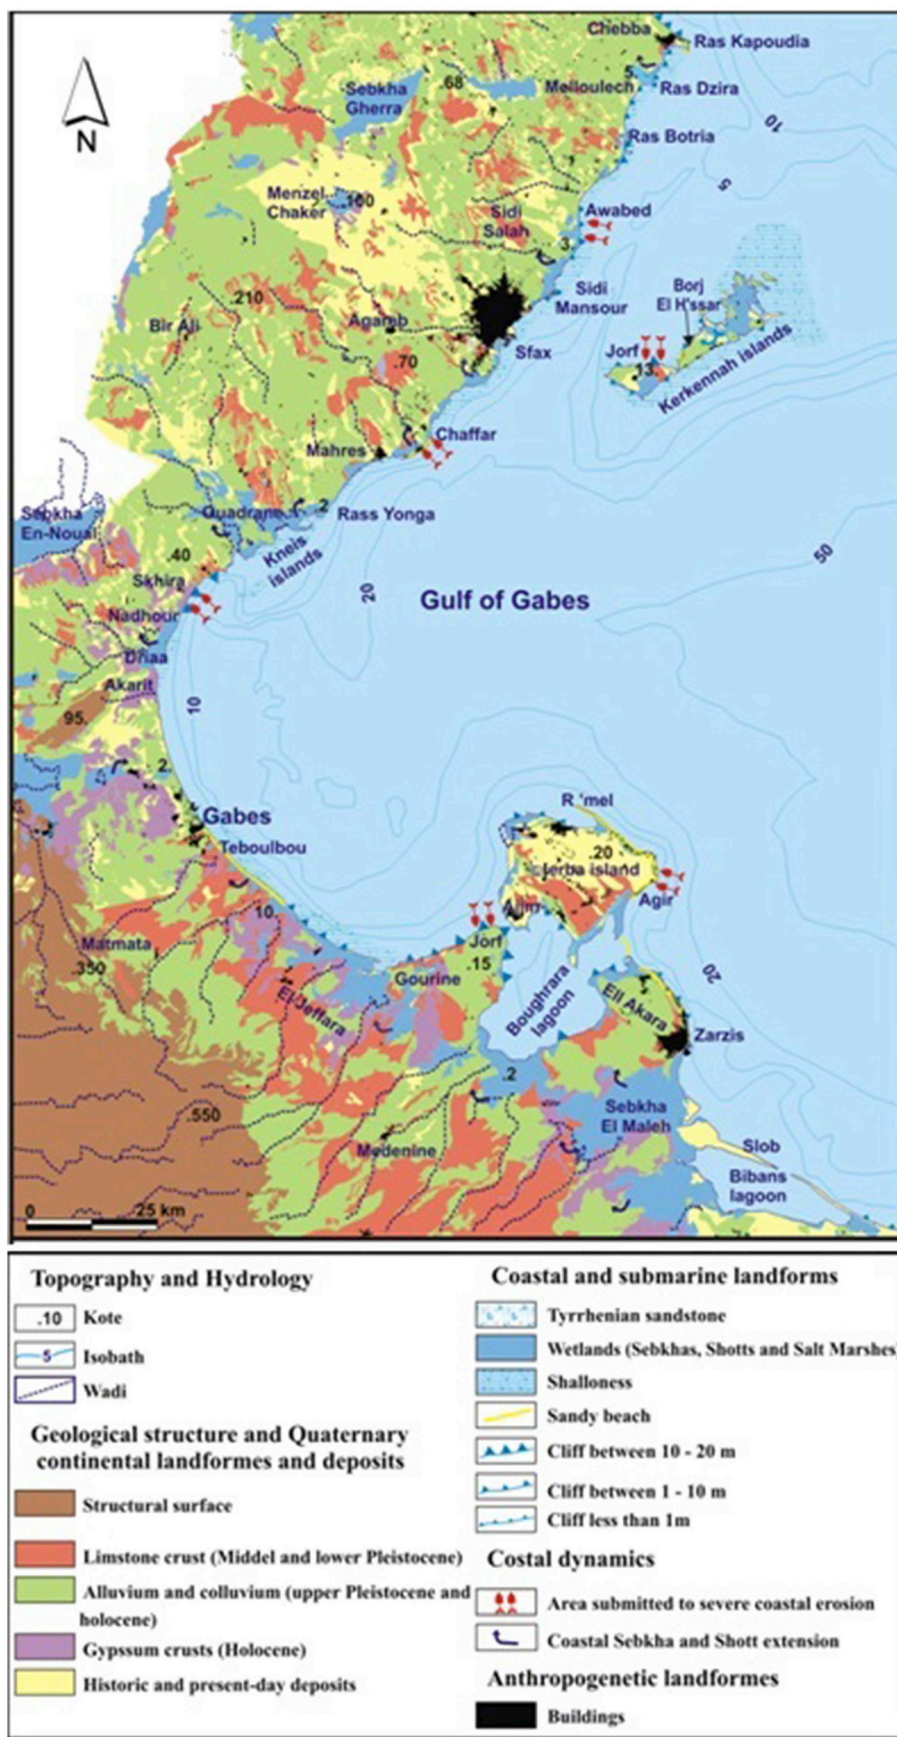 Chebba
Ras Kapoudia
5.
Melloulech
Ras Dzira
.68
Sebkha
Gherra
10
Ras Botria
5
Menzel
Chaker
.160
Awabed
Sidi
Salah
3.
Sidi
Mansour
Borj
El H'ssar
.210
Bir Ali
Agareb
Sfax
Jorf
13.
Kerkennah islands
.70
Chaffar
Mahres
Sebkha
En-Noual
Ouadrane
.2
Rass Yonga
Kneis
islands
.40
Skhira
50
20
Gulf of Gabes
Nadhour
Dhaa
Akarit
95.
10
2.
R 'mel
Gabes
Teboulbou
.20
Jerba island
Agir
Ajim
10.
Jorf
.15
Matmata
.350
Gourine
El Jeffara
Boughrara
lagoon
Ell Akara
20
Zarzis
.2
Sebkha
El Maleh
.550
Medenine
Slob
Bibans
lagoon
0 25 km
N
Topography and Hydrology
.10 Kote
5 Isobath
Wadi
Geological structure and Quaternary
continental landformes and deposits
Structural surface
Limstone crust (Middel and lower Pleistocene)
Alluvium and colluvium (upper Pleistocene and
holocene)
Gypssum crusts (Holocene)
Historic and present-day deposits
Coastal and submarine landforms
Tyrrhenian sandstone
Wetlands (Sebkhas, Shotts and Salt Marshes)
Shalloness
Sandy beach
Cliff between 10 - 20 m
Cliff between 1 - 10 m
Cliff less than 1m
Costal dynamics
Area submitted to severe coastal erosion
Coastal Sebkha and Shott extension
Anthropogenetic landformes
Buildings